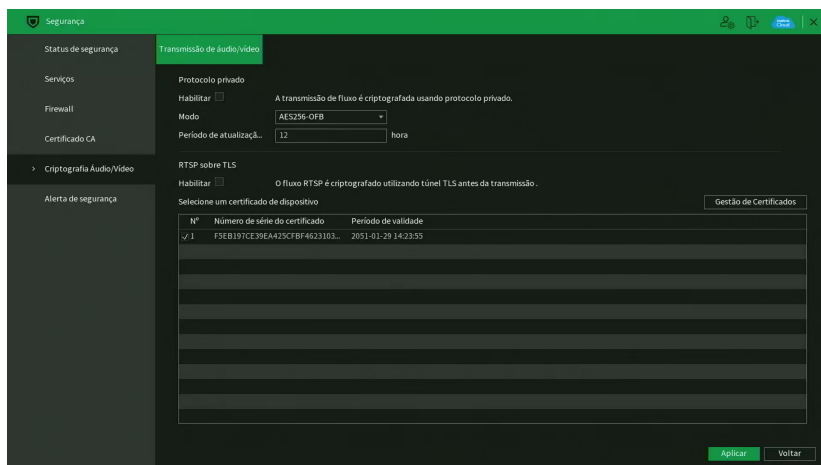 Segurança
Status de segurança
Transmissão de áudio/vídeo
Serviços
Firewall
Certificado CA
Criptografia Áudio/Vídeo
Alerta de segurança
Protocolo privado
Habilitar A transmissão de fluxo é criptografada usando protocolo privado.
Modo AES256-OFB
Período de atualizaçã... 12 hora
RTSP sobre TLS
Habilitar O fluxo RTSP é criptografado utilizando túnel TLS antes da transmissão .
Selecione um certificado de dispositivo Gestão de Certificados
Nº Número de série do certificado Período de validade
1 F5EB197CE39EA425CFBF4623103... 2051-01-29 14:23:55
Aplicar Voltar